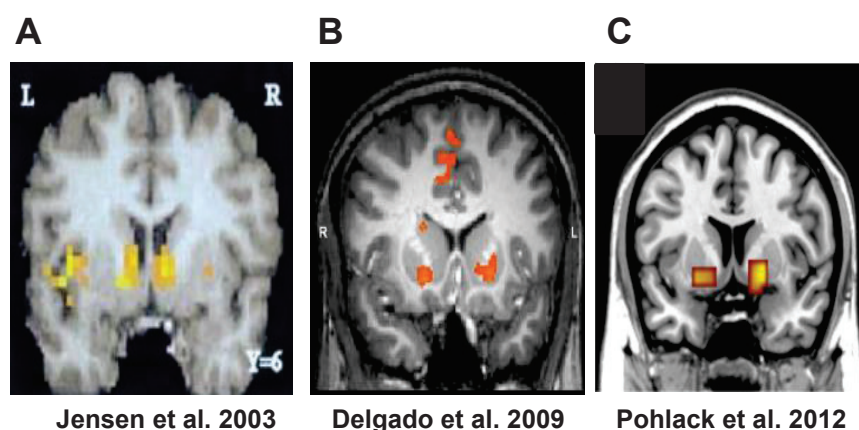 A B C
L R
R L
Y=6
Jensen et al. 2003 Delgado et al. 2009 Pohlack et al. 2012